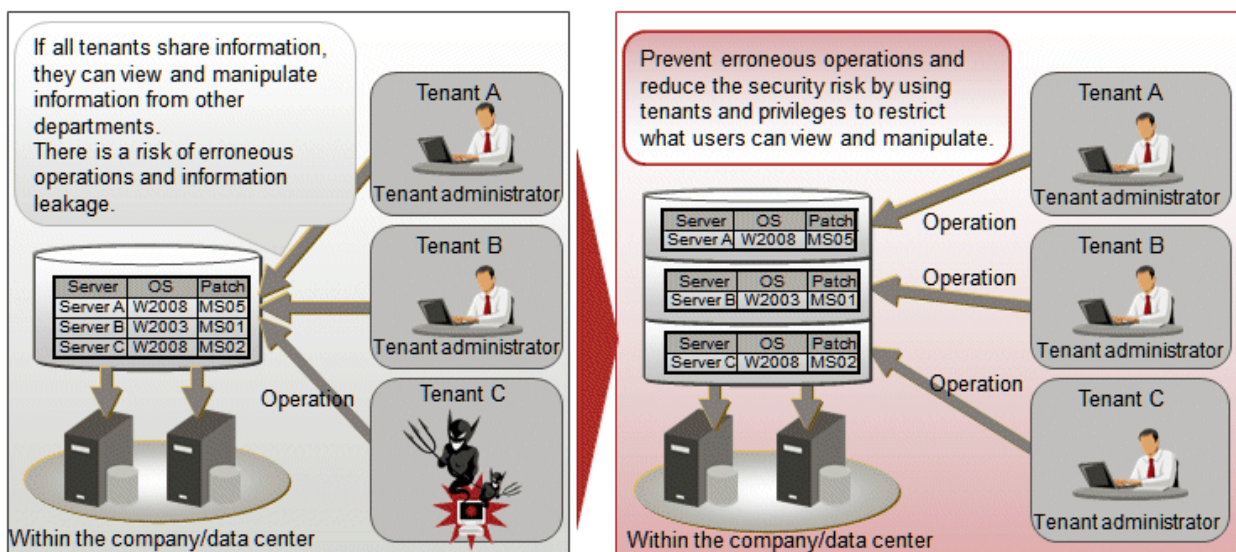 If all tenants share information,
they can view and manipulate
information from other
departments.
There is a risk of erroneous
operations and information
leakage.
Tenant A
Tenant administrator
Tenant B
Tenant administrator
Tenant C
Server OS Patch
Server A W2008 MS05
Server B W2003 MS01
Server C W2008 MS02
Operation
Within the company/data center
Prevent erroneous operations and
reduce the security risk by using
tenants and privileges to restrict
what users can view and manipulate.
Tenant A
Tenant administrator
Operation
Server OS Patch
Server A W2008 MS05
Tenant B
Tenant administrator
Operation
Server OS Patch
Server B W2003 MS01
Server OS Patch
Server C W2008 MS02
Operation
Tenant C
Tenant administrator
Within the company/data center